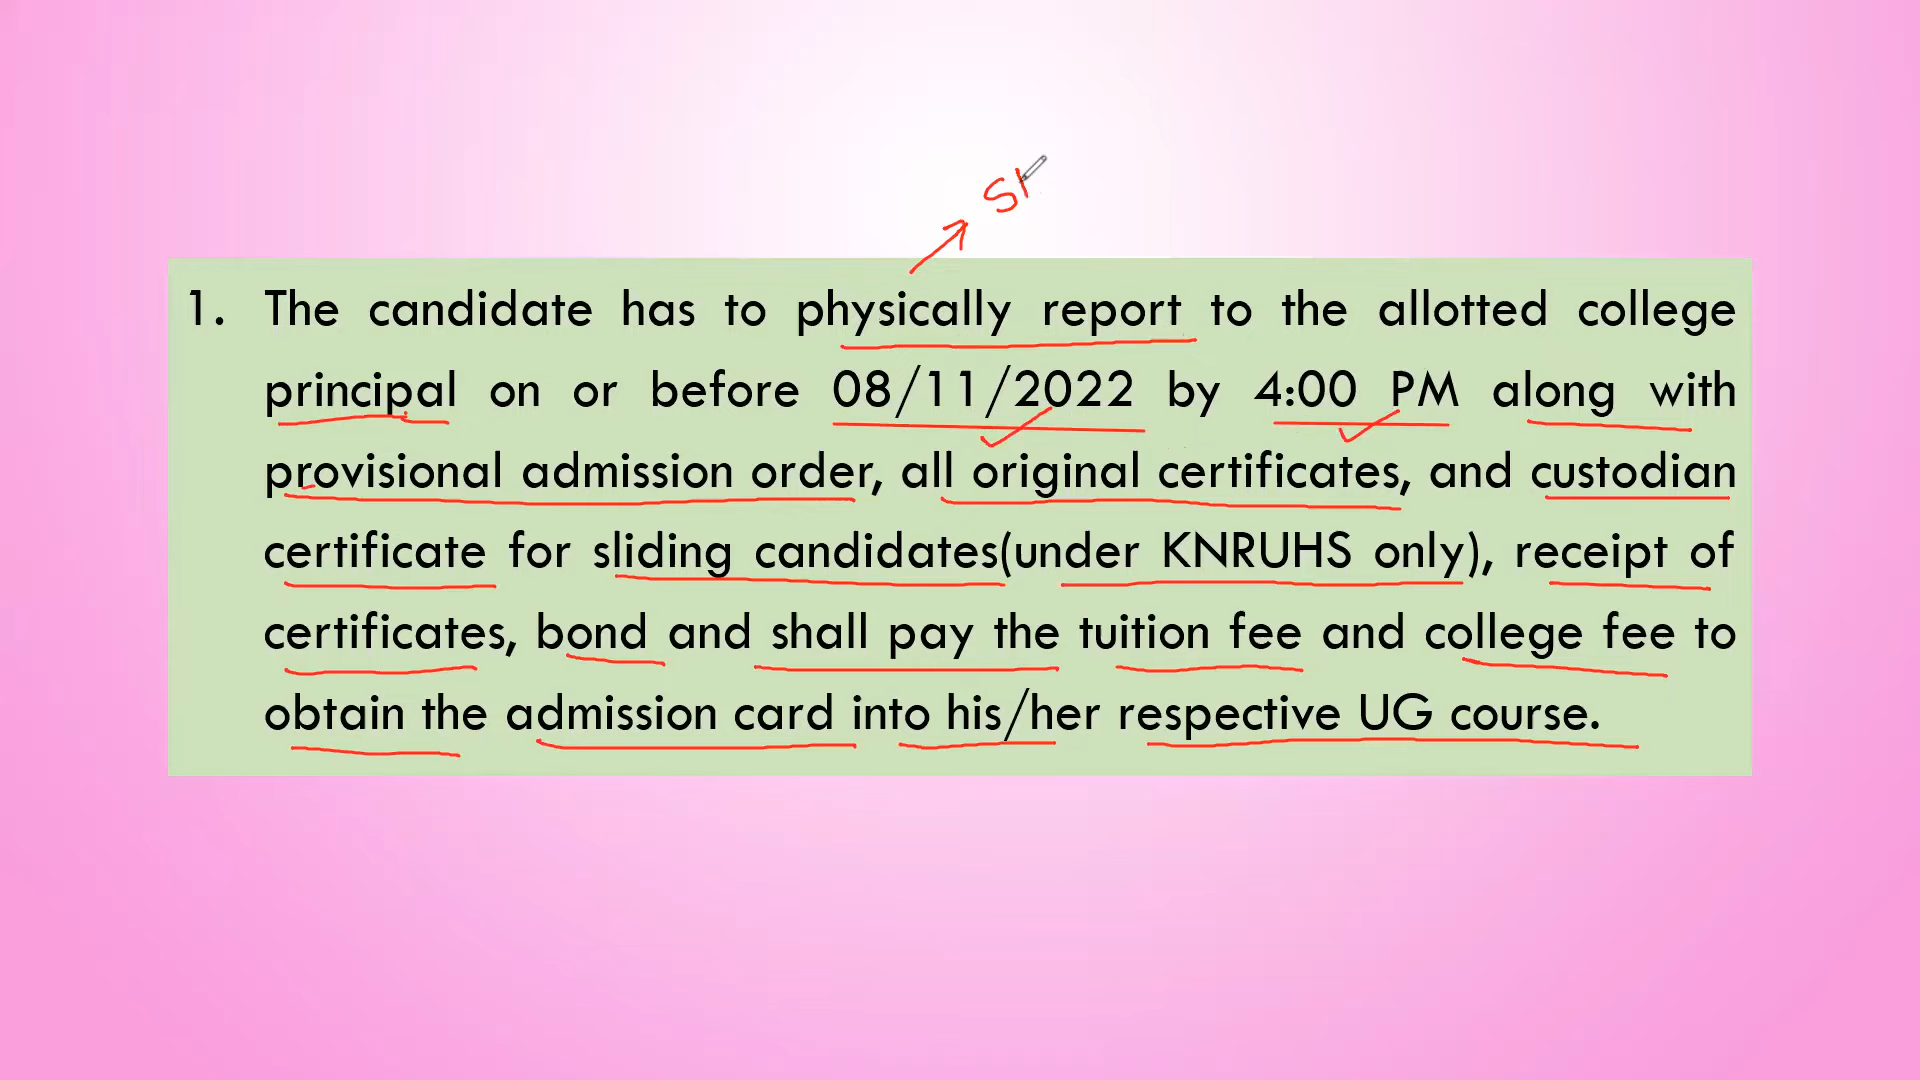 1. The candidate has to physically report to the allotted college
principal on or before 08/11/2022 by 4:00 PM along with
provisional admission order, all original certificates, and custodian
certificate for sliding candidates(under KNRUHS only), receipt of
certificates, bond and shall pay the tuition fee and college fee to
obtain the admission card into his/her respective UG course.